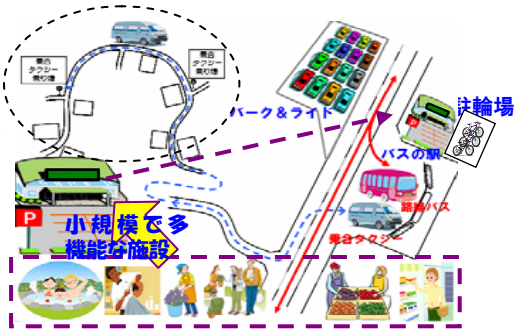 乗合
タクシー
乗り場
乗合
タクシー
乗り場
パーク＆ライド
駐輪場
バスの駅
路線バス
乗合タクシー
P
P
小規模で多
機能な施設